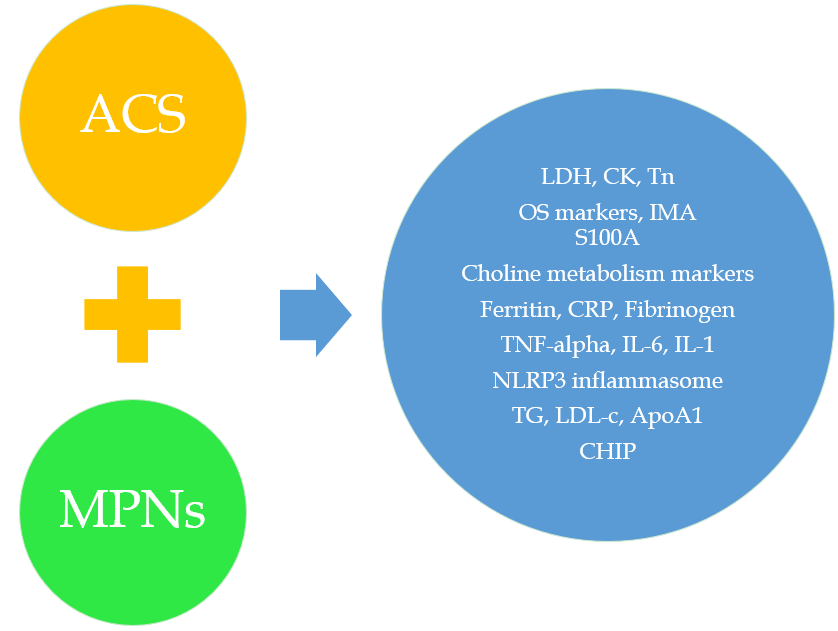 ACS
MPNs
LDH, CK, Tn
OS markers, IMA
S100A
Choline metabolism markers
Ferritin, CRP, Fibrinogen
TNF-alpha, IL-6, IL-1
NLRP3 inflammasome
TG, LDL-c, ApoA1
CHIP